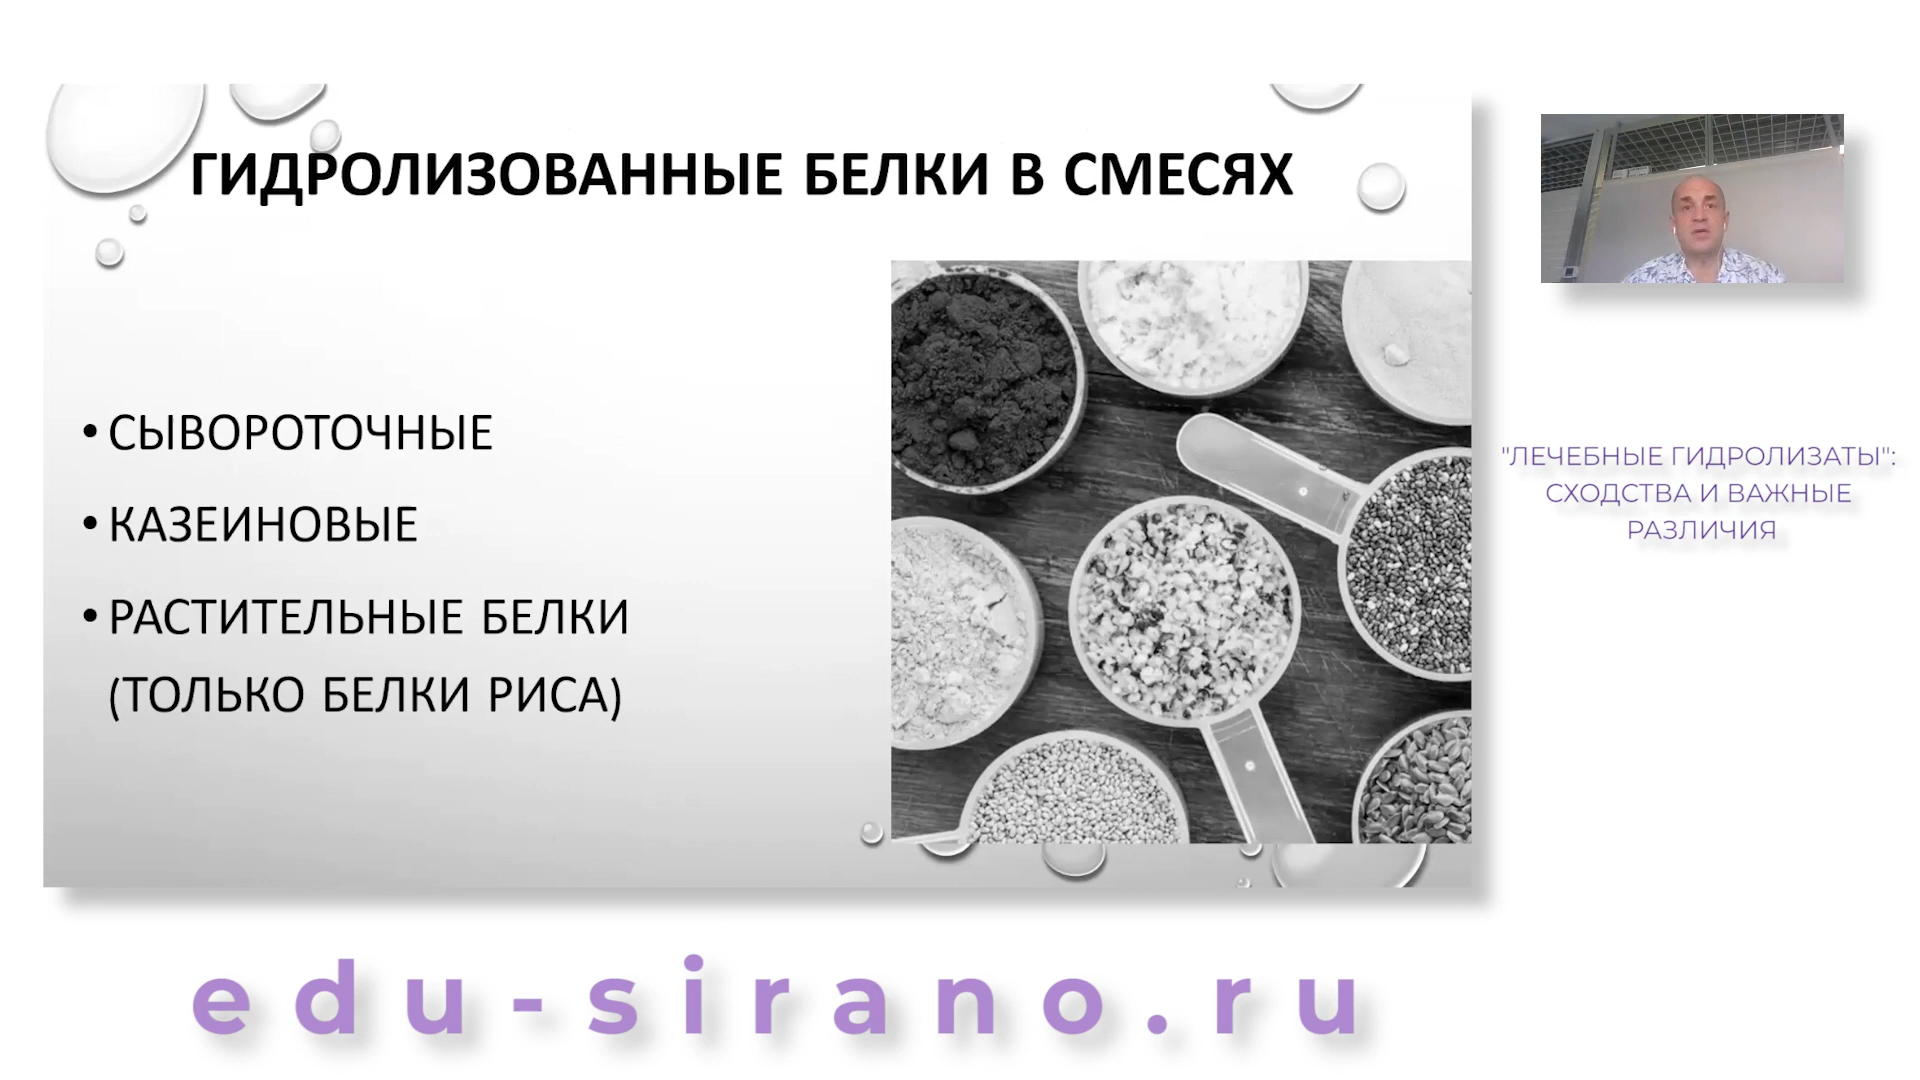 ГИДРОЛИЗОВАННЫЕ БЕЛКИ В СМЕСЯХ
• СЫВОРОТОЧНЫЕ
• КАЗЕИНОВЫЕ
• РАСТИТЕЛЬНЫЕ БЕЛКИ
(ТОЛЬКО БЕЛКИ РИСА)
"ЛЕЧЕБНЫЕ ГИДРОЛИЗАТЫ":
СХОДСТВА И ВАЖНЫЕ
РАЗЛИЧИЯ
edu-sirano.ru